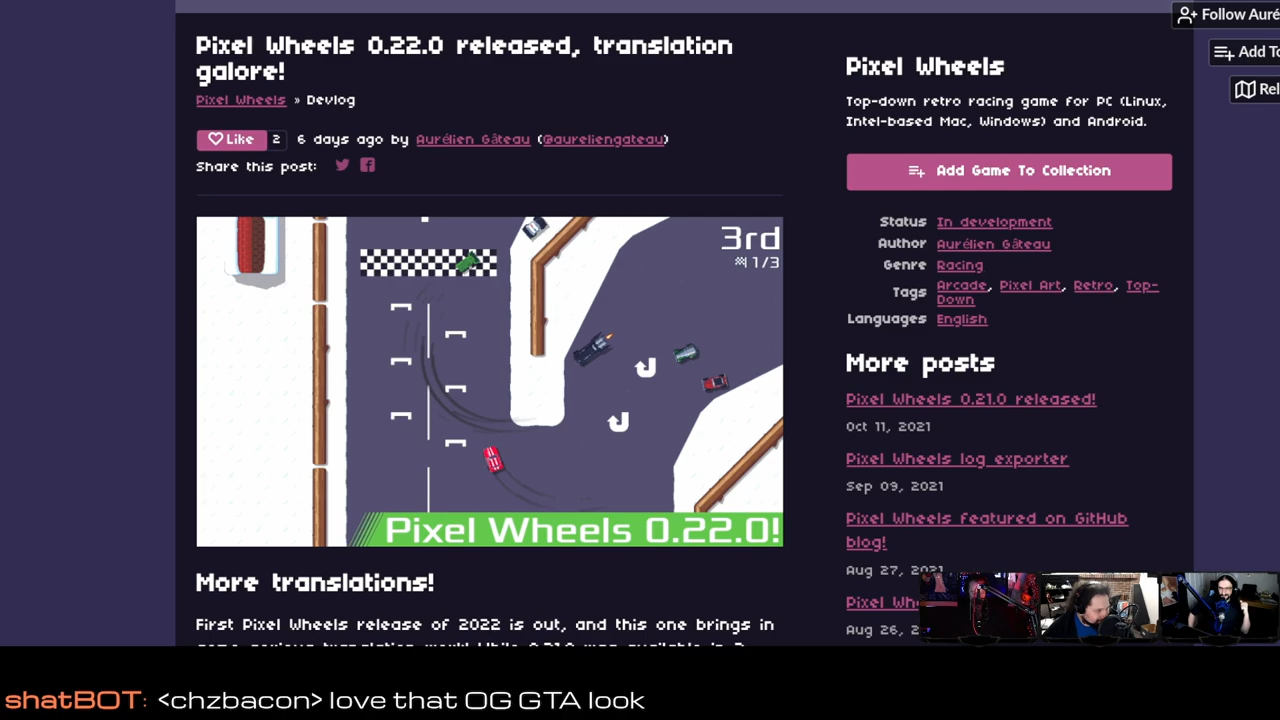 Pixel Wheels 0.22.0 released, translation
galore!
Pixel Wheels » Devlog
Like 2 6 days ago by Aurélien Gâteau (@aureliengateau)
Share this post:
3rd
1/3
Pixel Wheels 0.22.0!
More translations!
First Pixel Wheels release of 2022 is out, and this one brings in
Follow Auré
Add To
Rel
Pixel Wheels
Top-down retro racing game for PC (Linux,
Intel-based Mac, Windows) and Android.
Add Game To Collection
Status In development
Author Aurélien Gâteau
Genre Racing
Tags Arcade, Pixel Art, Retro, Top-
Down
Languages English
More posts
Pixel Wheels 0.21.0 released!
Oct 11, 2021
Pixel Wheels log exporter
Sep 09, 2021
Pixel Wheels featured on GitHub
blog!
Aug 27, 2021
Pixel Wh
Aug 26, 2
shatBOT: <chzbacon> love that OG GTA look